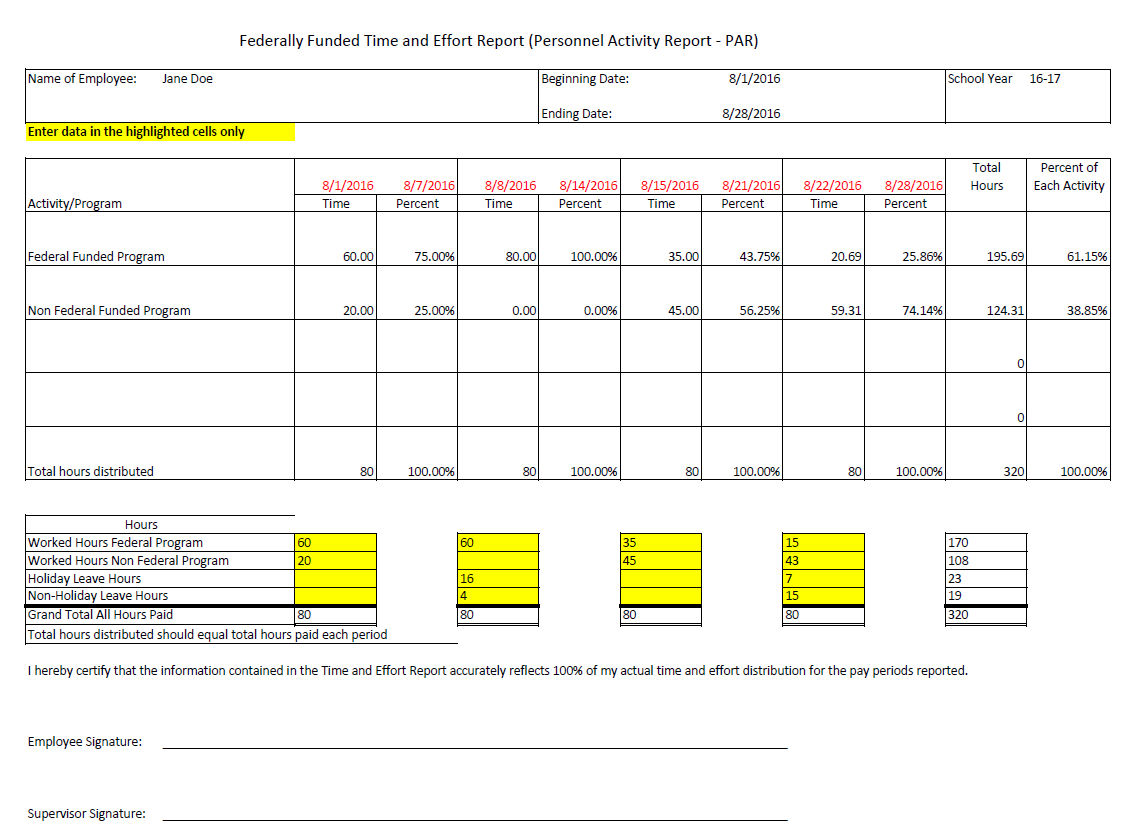 Federally Funded Time and Effort Report (Personnel Activity Report - PAR)
Name of Employee: Jane Doe Beginning Date: 8/1/2016 School Year 16-17
Ending Date: 8/28/2016
Enter data in the highlighted cells only
Total Percent of
8/1/2016 8/7/2016 8/8/2016 8/14/2016 8/15/2016 8/21/2016 8/22/2016 8/28/2016 Hours Each Activity
Activity/Program Time Percent Time Percent Time Percent Time Percent
Federal Funded Program 60.00 75.00% 80.00 100.00% 35.00 43.75% 20.69 25.86% 195.69 61.15%
Non Federal Funded Program 20.00 25.00% 0.00 0.00% 45.00 56.25% 59.31 74.14% 124.31 38.85%
0
0
Total hours distributed 80 100.00% 80 100.00% 80 100.00% 80 100.00% 320 100.00%
Hours
Worked Hours Federal Program 60 60 35 15 170
Worked Hours Non Federal Program 20 45 43 108
Holiday Leave Hours 16 7 23
Non-Holiday Leave Hours 4 15 19
Grand Total All Hours Paid 80 80 80 80 320
Total hours distributed should equal total hours paid each period
I hereby certify that the information contained in the Time and Effort Report accurately reflects 100% of my actual time and effort distribution for the pay periods reported.
Employee Signature:
Supervisor Signature: